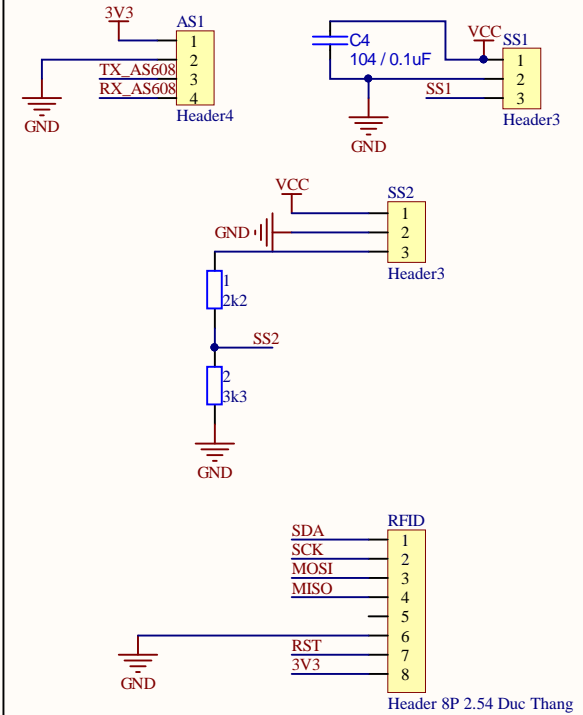 3V3
AS1
1
2
TX_AS608
3
RX_AS608
4
GND
Header4
C4
104 / 0.1uF
VCC
SS1
1
2
SS1
3
GND
Header3
VCC
SS2
1
GND
2
3
Header3
1
2k2
SS2
2
3k3
GND
RFID
SDA
1
SCK
2
MOSI
3
MISO
4
5
6
RST
7
3V3
8
GND
Header 8P 2.54 Duc Thang